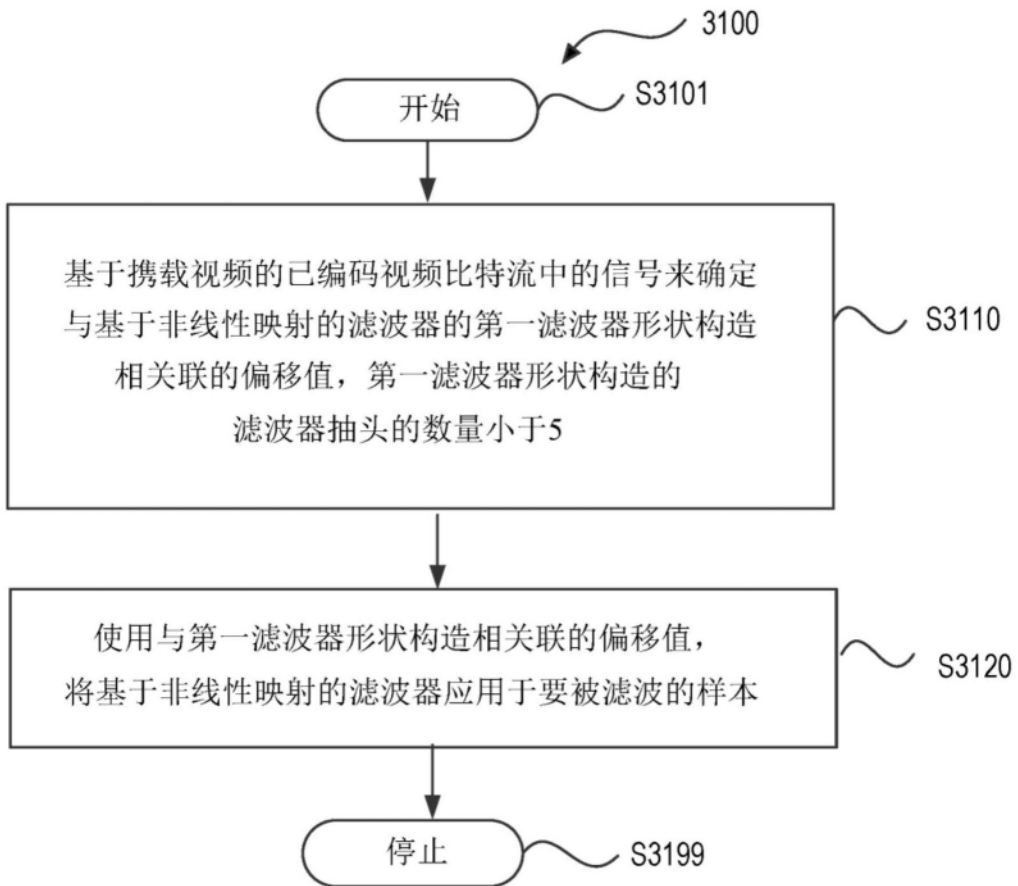 3100
开始
S3101
基于携载视频的已编码视频比特流中的信号来确定
与基于非线性映射的滤波器的第一滤波器形状构造
相关联的偏移值，第一滤波器形状构造的
滤波器抽头的数量小于5
S3110
使用与第一滤波器形状构造相关联的偏移值，
将基于非线性映射的滤波器应用于要被滤波的样本
S3120
停止
S3199